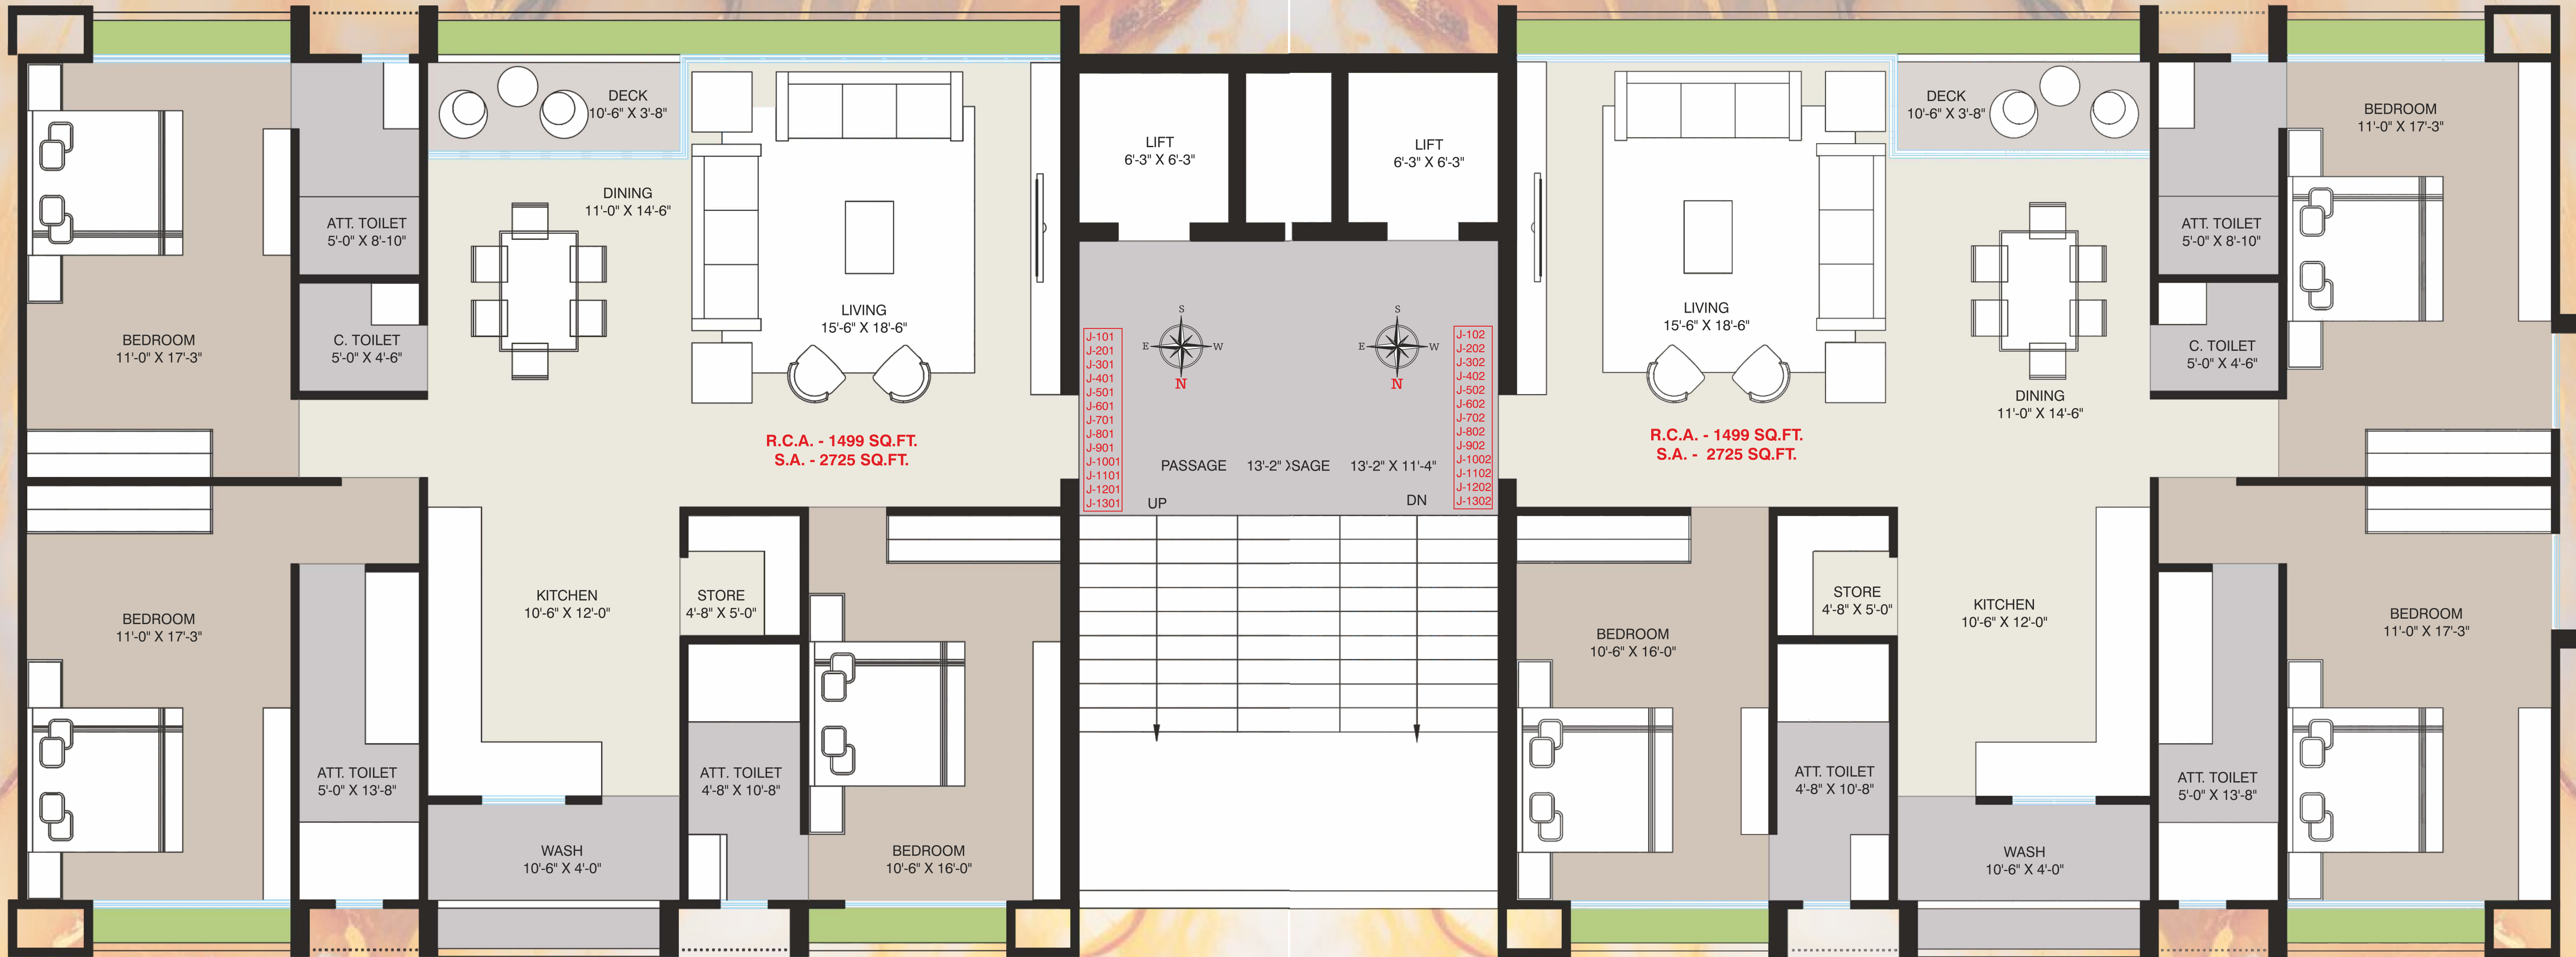 DECK
10'-6" X 3'-8"
DINING
11'-0" X 14'-6"
ATT. TOILET
5'-0" X 8'-10"
BEDROOM
11'-0" X 17'-3"
C. TOILET
5'-0" X 4'-6"
LIVING
15'-6" X 18'-6"
R.C.A. - 1499 SQ.FT.
S.A. - 2725 SQ.FT.
BEDROOM
11'-0" X 17'-3"
KITCHEN
10'-6" X 12'-0"
STORE
4'-8" X 5'-0"
ATT. TOILET
5'-0" X 13'-8"
ATT. TOILET
4'-8" X 10'-8"
WASH
10'-6" X 4'-0"
BEDROOM
10'-6" X 16'-0"
LIFT
6'-3" X 6'-3"
LIFT
6'-3" X 6'-3"
J-101
J-201
J-301
J-401
J-501
J-601
J-701
J-801
J-901
J-1001
J-1101
J-1201
J-1301
S
E W
N
S
E W
N
J-102
J-202
J-302
J-402
J-502
J-602
J-702
J-802
J-902
J-1002
J-1102
J-1202
J-1302
PASSAGE 13'-2" SAGE 13'-2" X 11'-4"
UP
DN
DECK
10'-6" X 3'-8"
BEDROOM
11'-0" X 17'-3"
ATT. TOILET
5'-0" X 8'-10"
LIVING
15'-6" X 18'-6"
C. TOILET
5'-0" X 4'-6"
DINING
11'-0" X 14'-6"
R.C.A. - 1499 SQ.FT.
S.A. - 2725 SQ.FT.
STORE
4'-8" X 5'-0"
KITCHEN
10'-6" X 12'-0"
BEDROOM
11'-0" X 17'-3"
BEDROOM
10'-6" X 16'-0"
ATT. TOILET
4'-8" X 10'-8"
ATT. TOILET
5'-0" X 13'-8"
WASH
10'-6" X 4'-0"